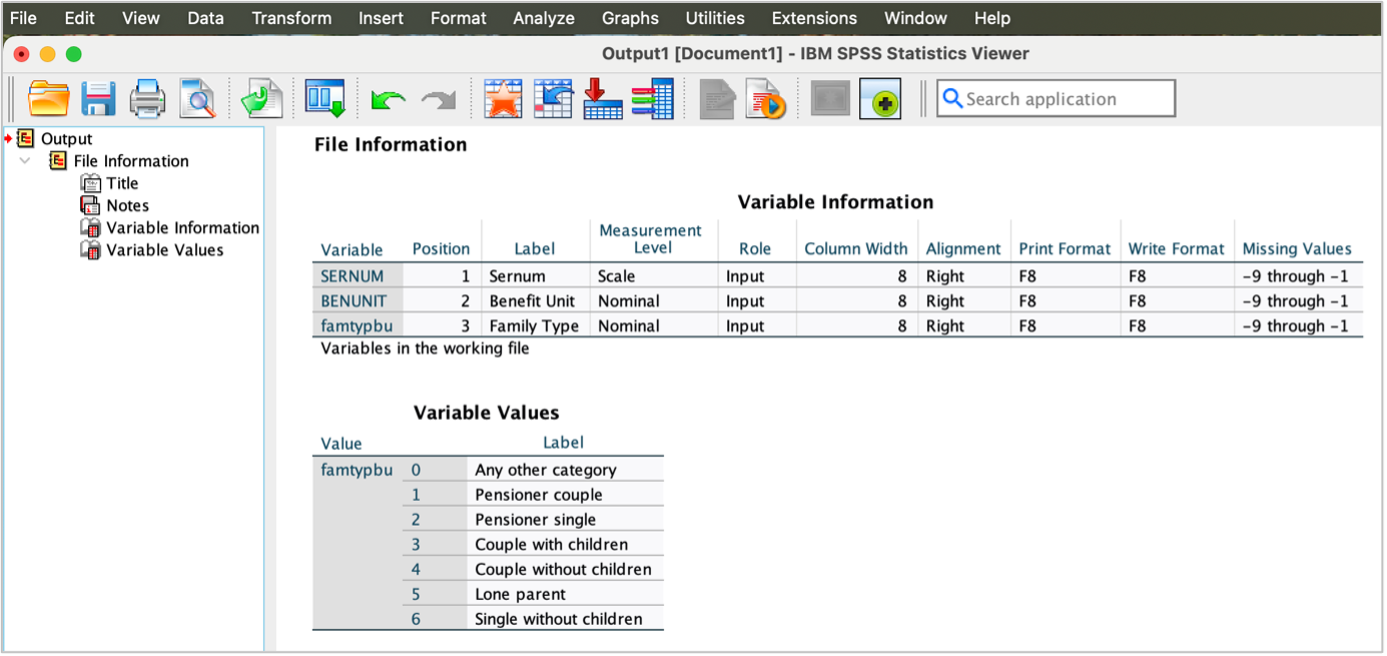 File Edit View Data Transform Insert Format Analyze Graphs Utilities Extensions Window Help
Output1 [Document1] - IBM SPSS Statistics Viewer
Search application
Output
File Information
Title
Notes
Variable Information
Variable Values
File Information
Variable Information
Variable Position Label Measurement Level Role Column Width Alignment Print Format Write Format Missing Values
SERNUM 1 Sernum Scale Input 8 Right F8 F8 -9 through -1
BENUNIT 2 Benefit Unit Nominal Input 8 Right F8 F8 -9 through -1
famtypbu 3 Family Type Nominal Input 8 Right F8 F8 -9 through -1
Variables in the working file
Variable Values
Value Label
famtypbu 0 Any other category
1 Pensioner couple
2 Pensioner single
3 Couple with children
4 Couple without children
5 Lone parent
6 Single without children